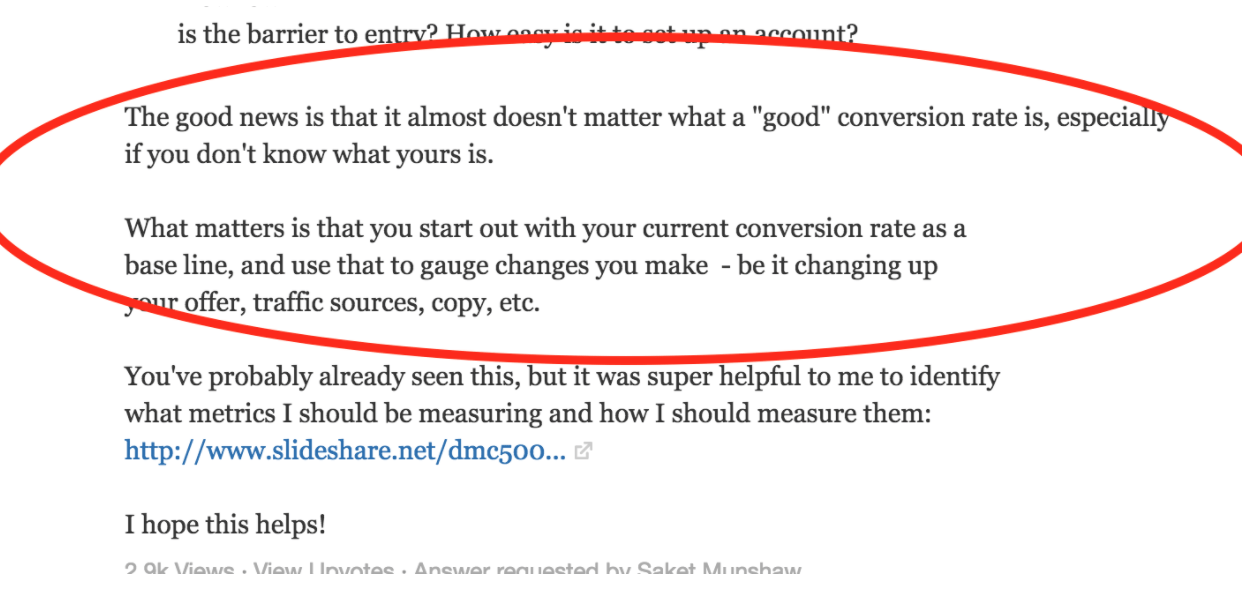 is the barrier to entry? How easy is it to set up an account?
The good news is that it almost doesn't matter what a "good" conversion rate is, especially
if you don't know what yours is.
What matters is that you start out with your current conversion rate as a
base line, and use that to gauge changes you make  - be it changing up
your offer, traffic sources, copy, etc.
You've probably already seen this, but it was super helpful to me to identify
what metrics I should be measuring and how I should measure them:
http://www.slideshare.net/dmc500...
I hope this helps!
2.9k Views · View Upvotes · Answer requested by Saket Munshaw